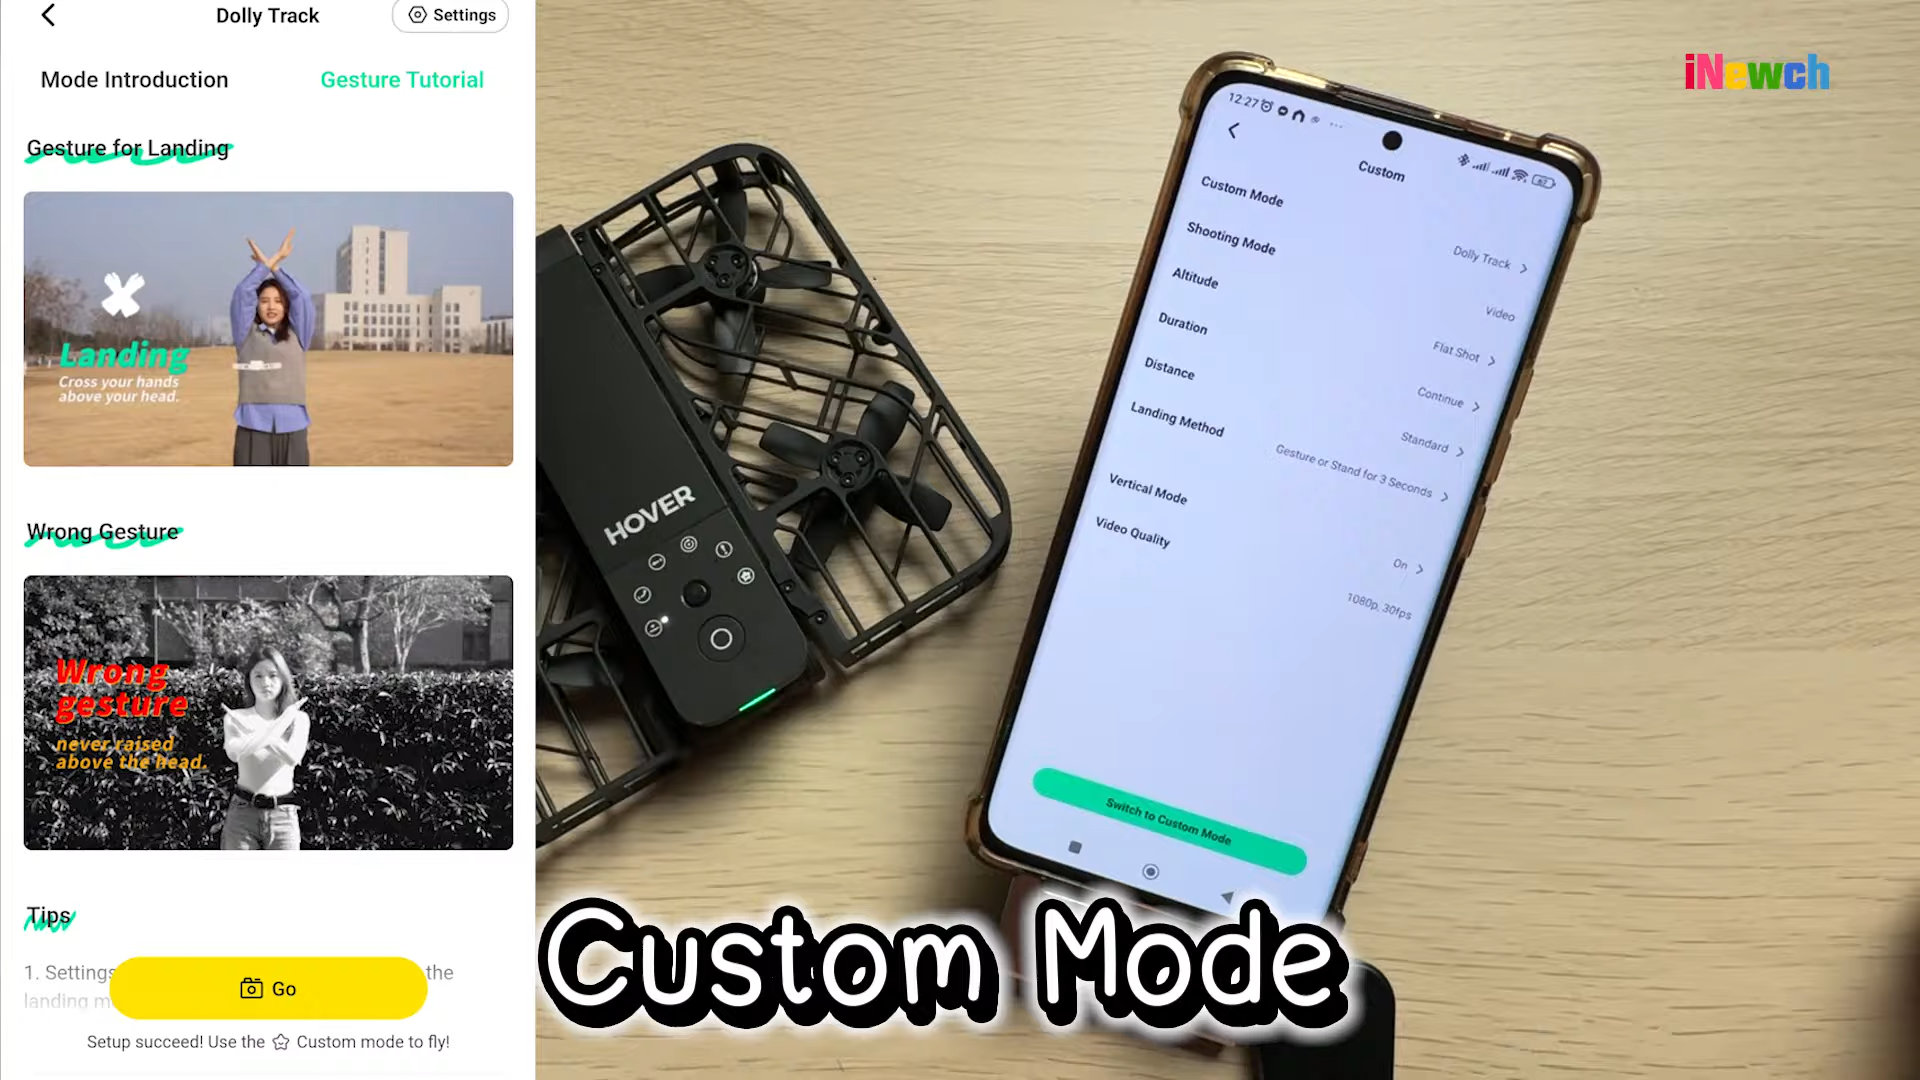 Dolly Track
Settings
Mode Introduction
Gesture Tutorial
Gesture for Landing
Landing
Cross your hands
above your head.
Wrong Gesture
Wrong
gesture
never raised
above the head.
Tips
1. Settings
the
landing
Go
Setup succeed! Use the Custom mode to fly!
HOVER
iNewch
12:27
67
Custom
Custom Mode
Dolly Track
Shooting Mode
Video
Altitude
Flat Shot
Duration
Continue
Distance
Standard
Landing Method
Gesture or Stand for 3 Seconds
Vertical Mode
On
Video Quality
1080p, 30fps
Switch to Custom Mode
Custom Mode